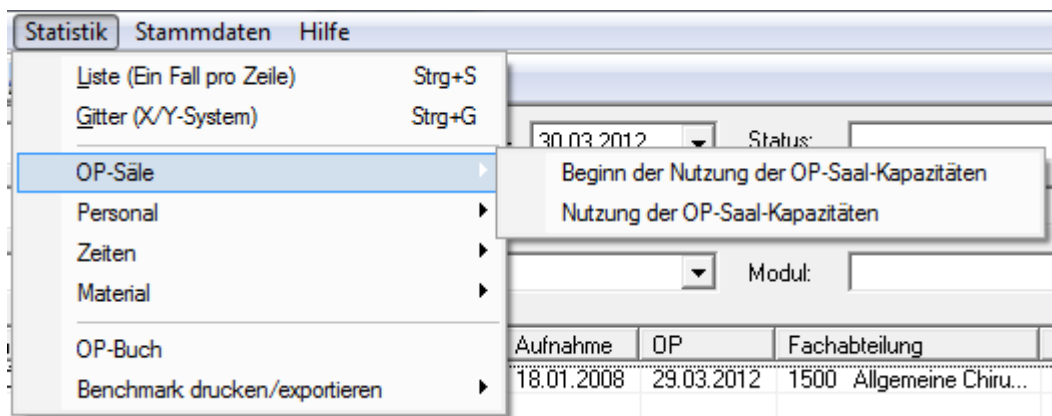 Statistik Stammdaten Hilfe
Liste (Ein Fall pro Zeile) Strg+S
Gitter (X/Y-System) Strg+G
30.03.2012 Status:
OP-Säle
Beginn der Nutzung der OP-Saal-Kapazitäten
Personal
Nutzung der OP-Saal-Kapazitäten
Zeiten
Modul:
Material
OP-Buch
Aufnahme OP Fachabteilung
Benchmark drucken/exportieren
18.01.2008 29.03.2012 1500 Allgemeine Chiru...